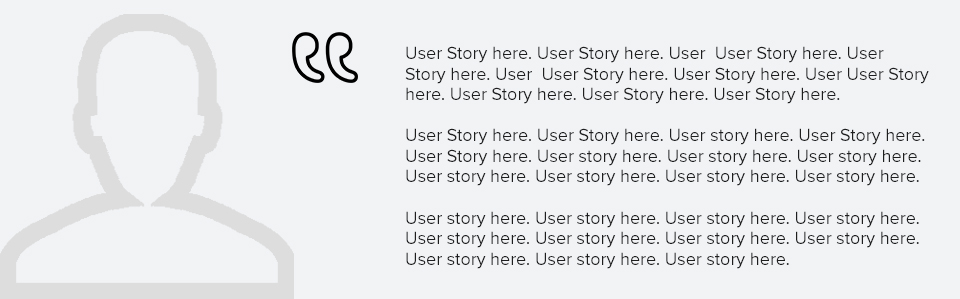 User Story here. User Story here. User  User Story here. User
Story here. User  User Story here. User Story here. User User Story
here. User Story here. User Story here. User Story here.
User Story here. User Story here. User story here. User Story here.
User Story here. User story here. User story here. User story here.
User story here. User story here. User story here. User story here.
User story here. User story here. User story here. User story here.
User story here. User story here. User story here. User story here.
User story here. User story here. User story here.